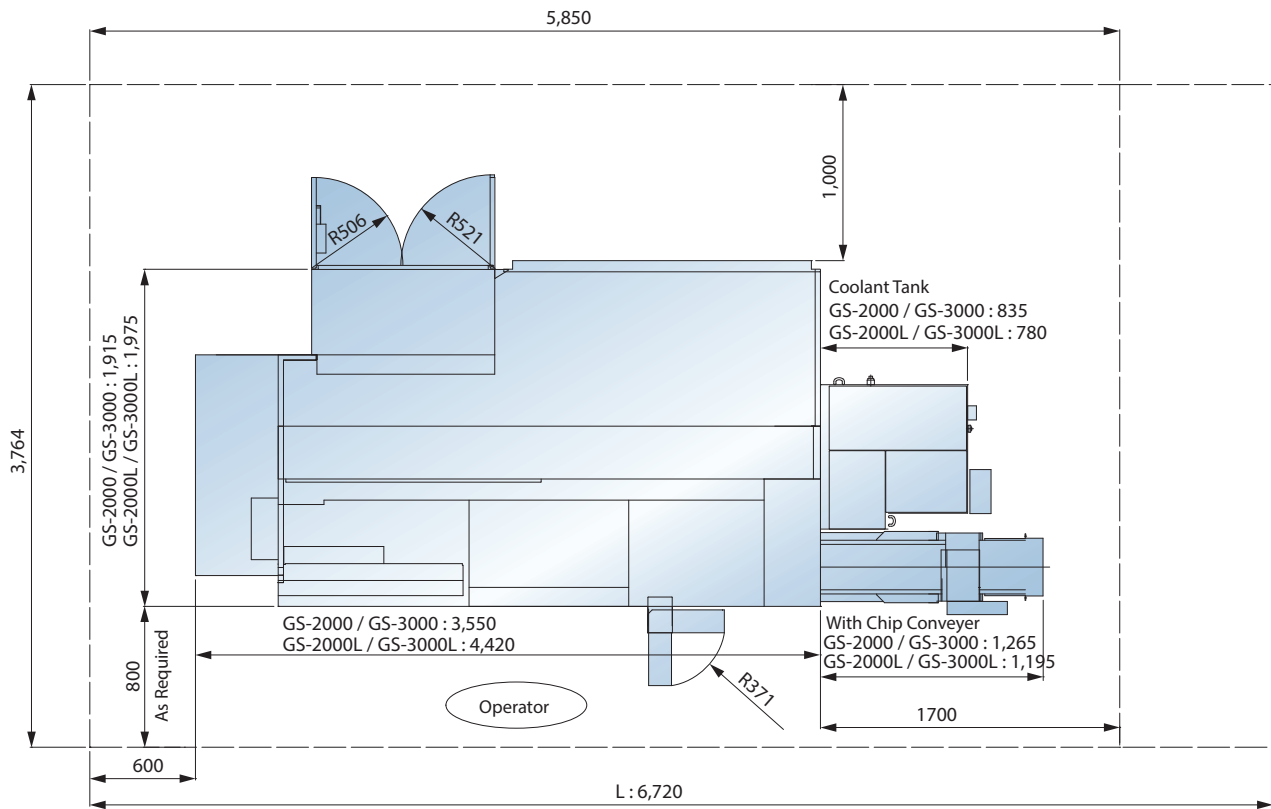 5,850
1,000
R506
R521
Coolant Tank
GS-2000 / GS-3000 : 835
GS-2000L / GS-3000L : 780
3,764
GS-2000 / GS-3000 : 1,915
GS-2000L / GS-3000L : 1,975
GS-2000 / GS-3000 : 3,550
GS-2000L / GS-3000L : 4,420
With Chip Conveyer
GS-2000 / GS-3000 : 1,265
GS-2000L / GS-3000L : 1,195
800
As Required
R371
Operator
1700
600
L : 6,720